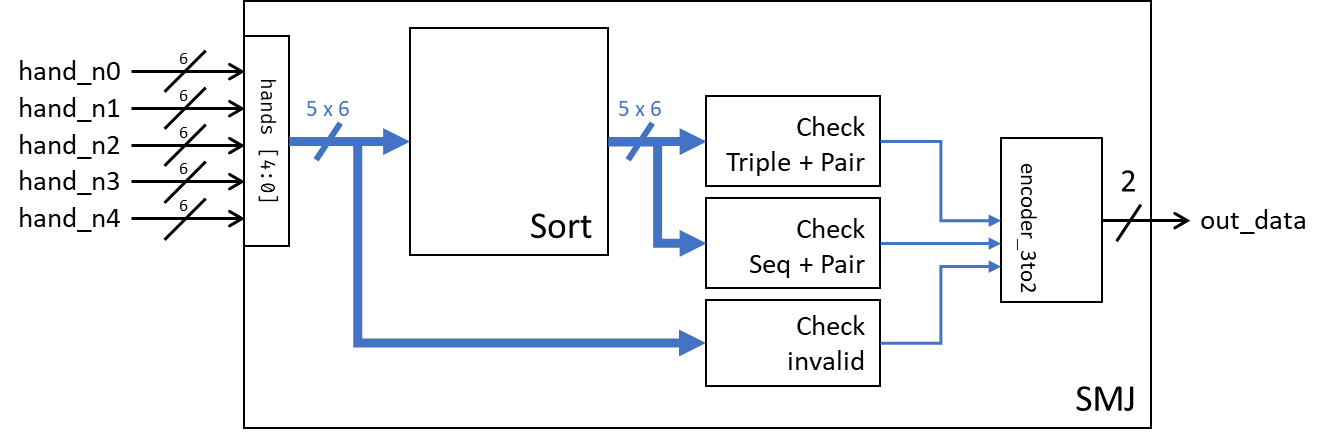 hand_n0
6
hand_n1
6
hand_n2
6
hand_n3
6
hand_n4
6
hands [4:0]
5 x 6
Sort
5 x 6
Check
Triple + Pair
Check
Seq + Pair
Check
invalid
encoder_3to2
2
out_data
SMJ